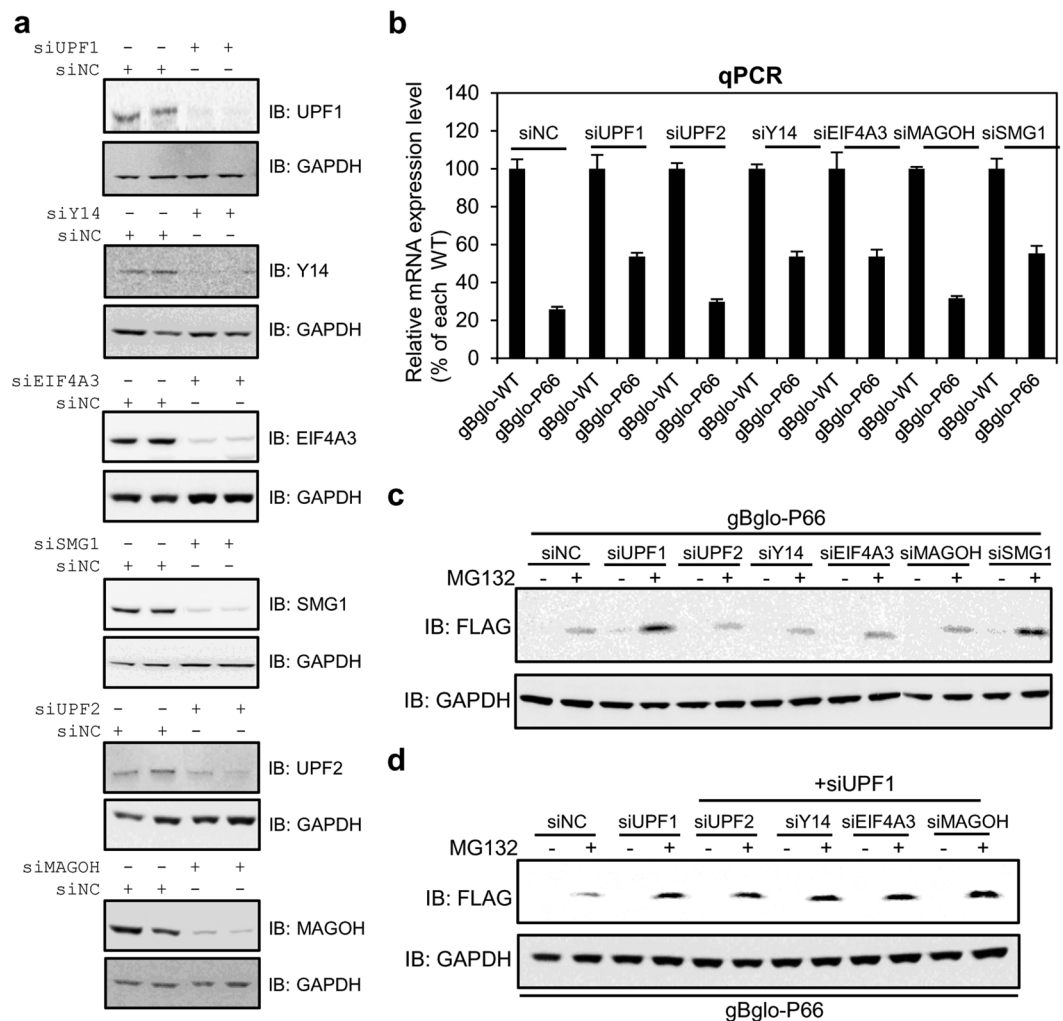 a
siUPF1 – – + +
siNC + + – –
IB: UPF1
IB: GAPDH
siY14 – – + +
siNC + + – –
IB: Y14
IB: GAPDH
siEIF4A3 – – + +
siNC + + – –
IB: EIF4A3
IB: GAPDH
siSMG1 – – + +
siNC + + – –
IB: SMG1
IB: GAPDH
siUPF2 – – + +
siNC + + – –
IB: UPF2
IB: GAPDH
siMAGOH – – + +
siNC + + – –
IB: MAGOH
IB: GAPDH
b
qPCR
Relative mRNA expression level
(% of each WT)
140
120
100
80
60
40
20
0
siNC siUPF1 siUPF2 siY14 siEIF4A3 siMAGOH siSMG1
gBglo-WT gBglo-P66 gBglo-WT gBglo-P66 gBglo-WT gBglo-P66 gBglo-WT gBglo-P66 gBglo-WT gBglo-P66 gBglo-WT gBglo-P66 gBglo-WT gBglo-P66
c
gBglo-P66
siNC siUPF1 siUPF2 siY14 siEIF4A3 siMAGOH siSMG1
MG132 - + - + - + - + - + - + - +
IB: FLAG
IB: GAPDH
d
+siUPF1
siNC siUPF1 siUPF2 siY14 siEIF4A3 siMAGOH
MG132 - + - + - + - + - + - +
IB: FLAG
IB: GAPDH
gBglo-P66